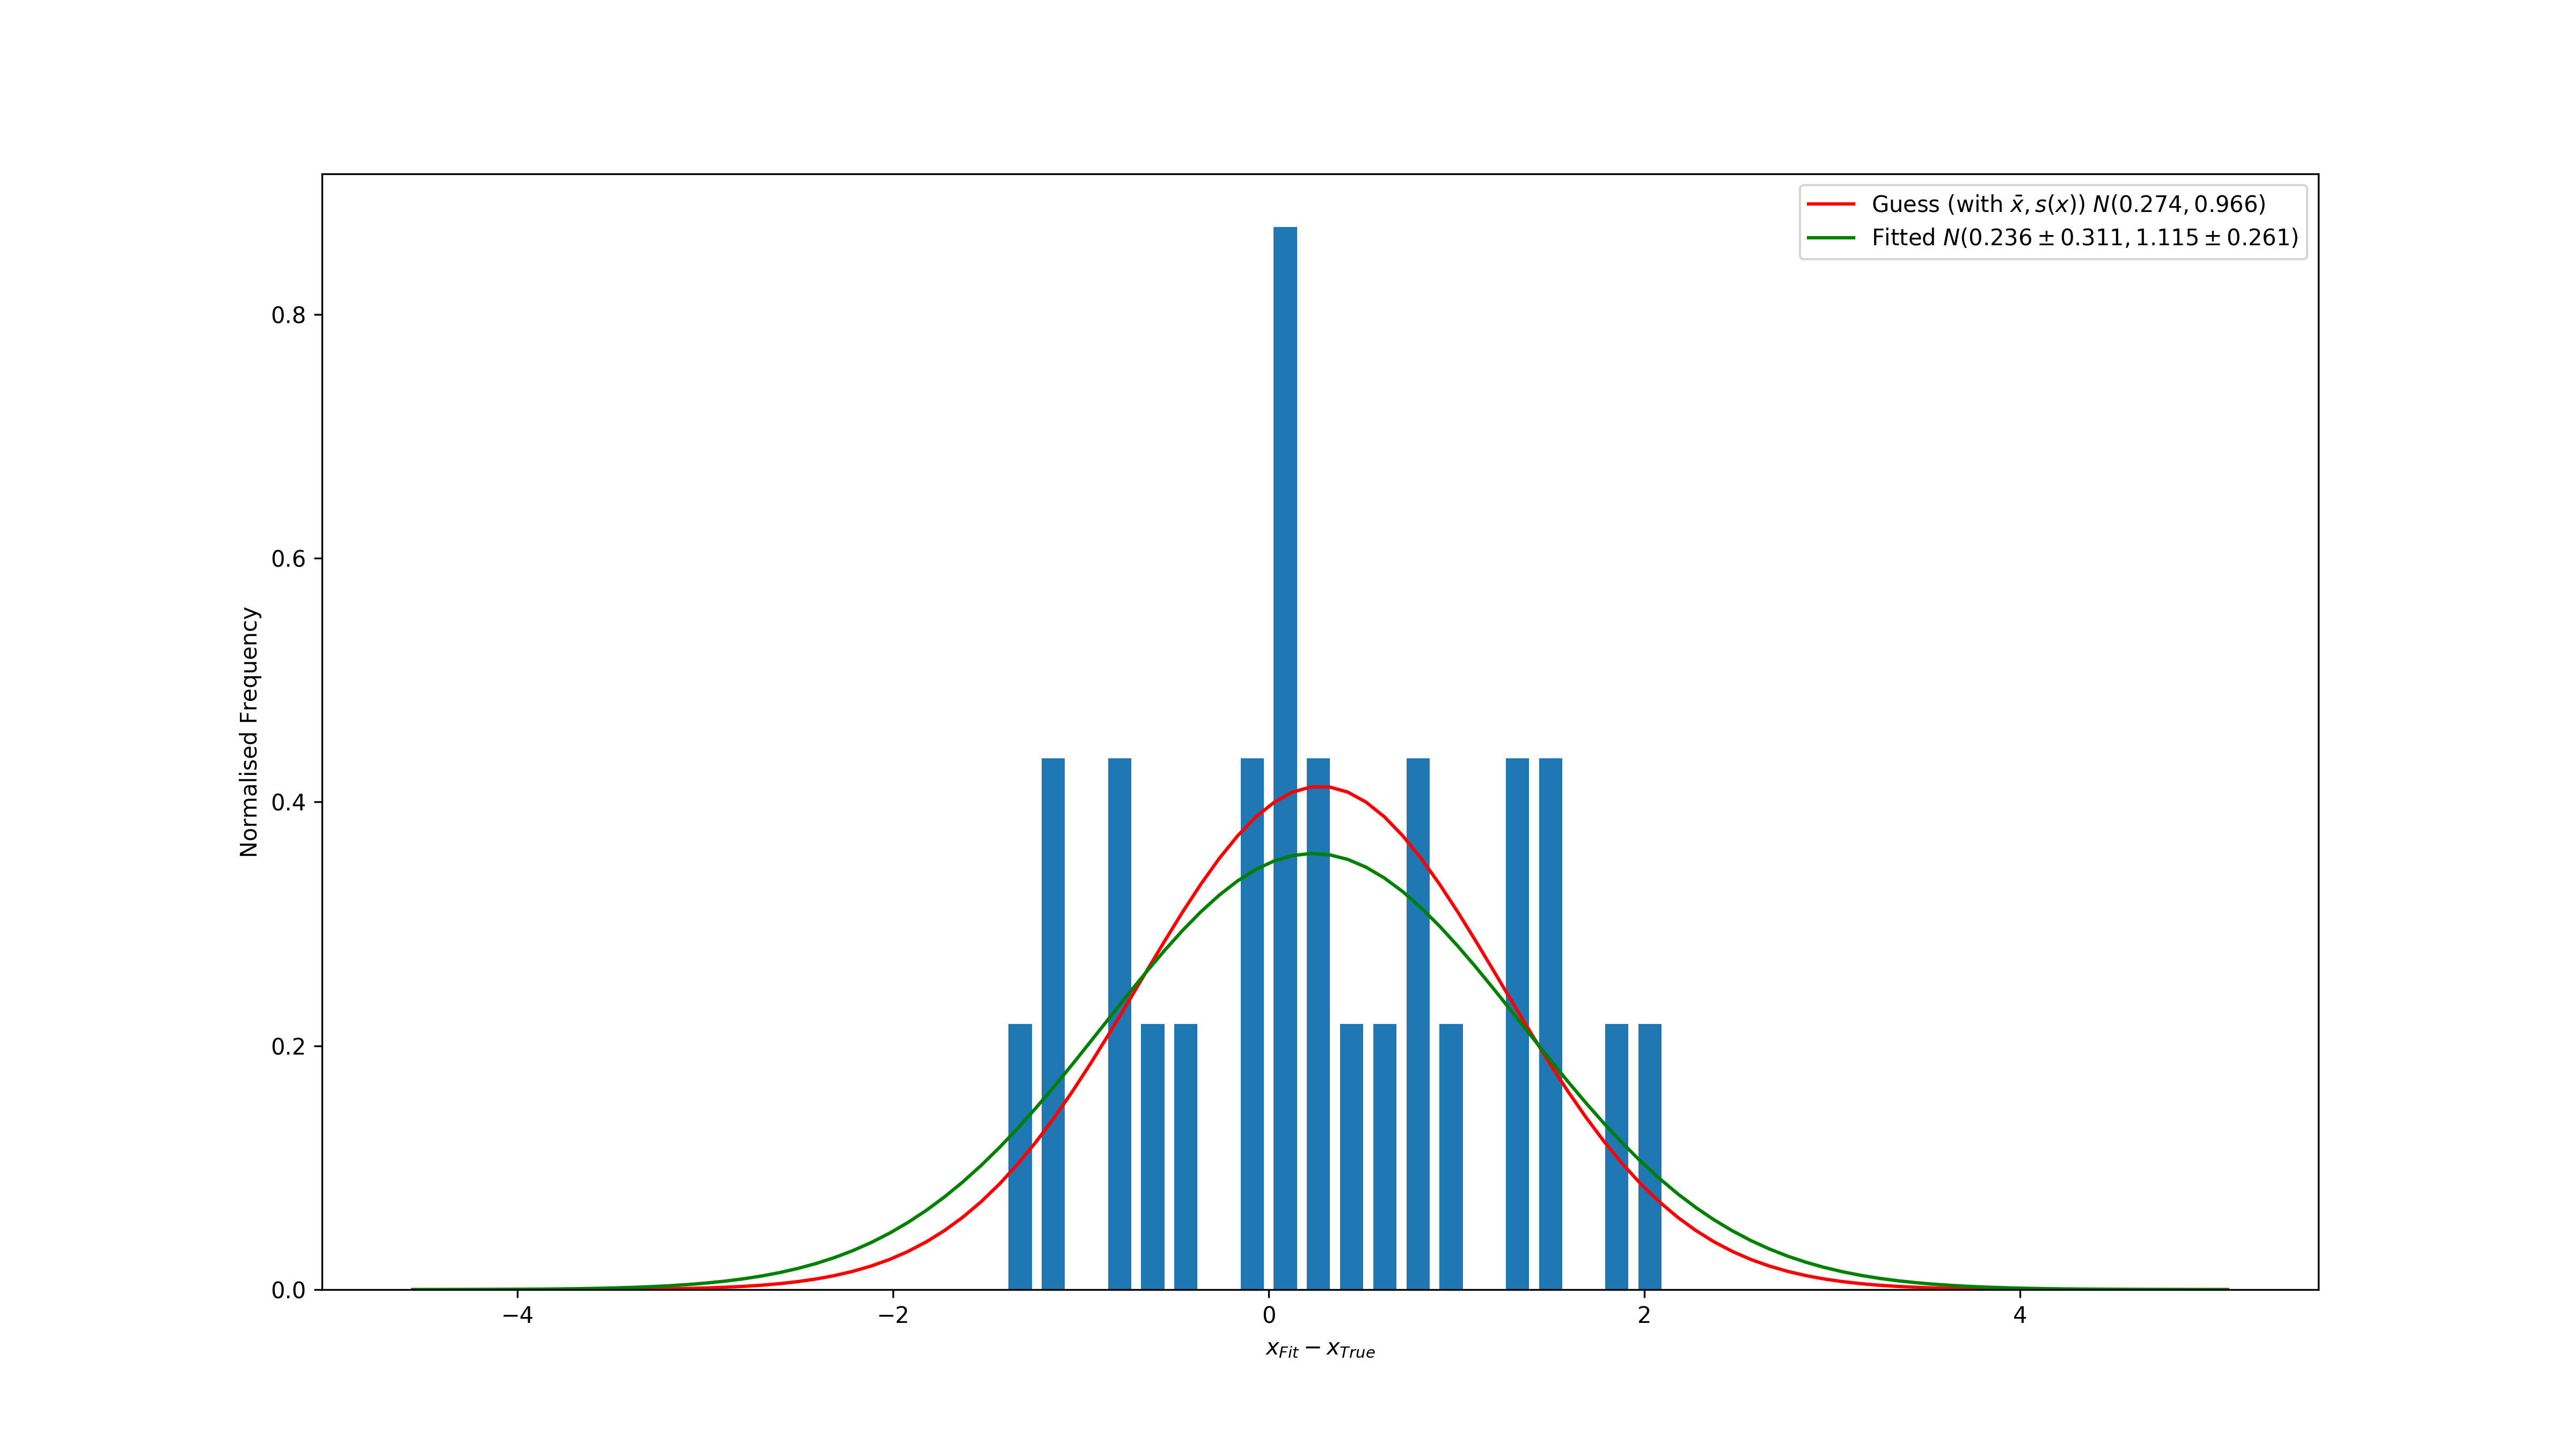 Guess (with x̄, s(x)) N(0.274, 0.966)
Fitted N(0.236 ± 0.311, 1.115 ± 0.261)
0.8
0.6
0.4
0.2
0.0
Normalised Frequency
−4
−2
0
2
4
x_Fit − x_True